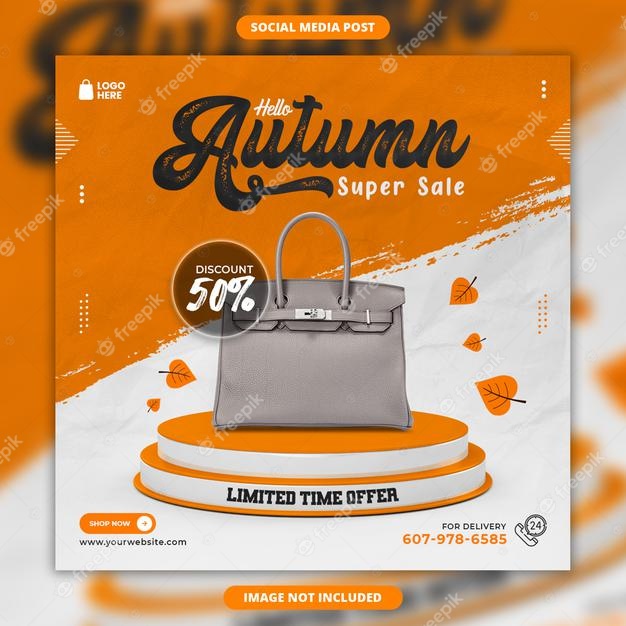 SOCIAL MEDIA POST
LOGO
HERE
Hello
Autumn
Super Sale
DISCOUNT
50%
LIMITED TIME OFFER
SHOP NOW
www.yourwebsite.com
FOR DELIVERY
607-978-6585
24
IMAGE NOT INCLUDED
freepik